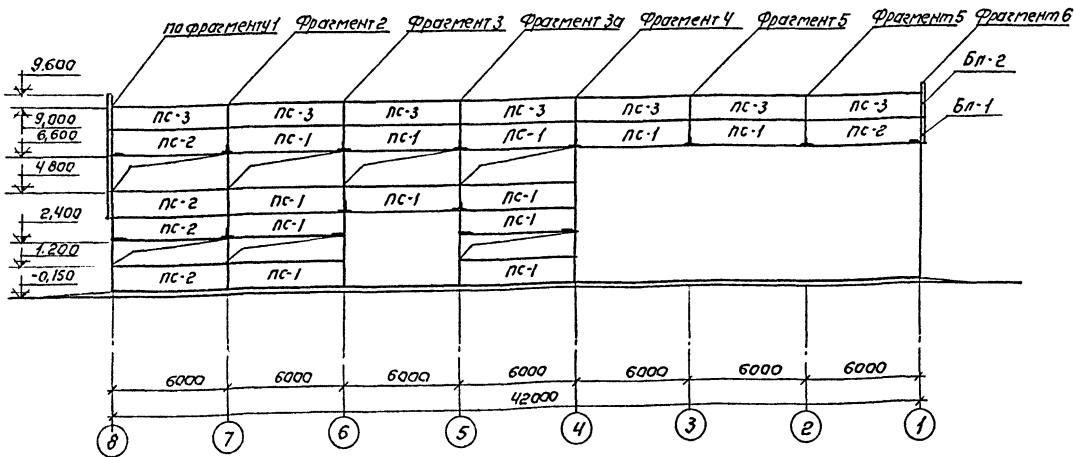 по фрагменту 1 Фрагмент 2 Фрагмент 3 Фрагмент 3а Фрагмент 4 Фрагмент 5 Фрагмент 5 Фрагмент 6
9.600
Бп-2
9,000 пс-3 пс-3 пс-3 пс-3 пс-3 пс-3 пс-3 Бп-1
6,600 пс-2 пс-1 пс-1 пс-1 пс-1 пс-1 пс-2
4 800
пс-2 пс-1 пс-1 пс-1
2,400 пс-2 пс-1 пс-1
1.200
-0,150 пс-2 пс-1 пс-1
6000 6000 6000 6000 6000 6000 6000
42000
8 7 6 5 4 3 2 1